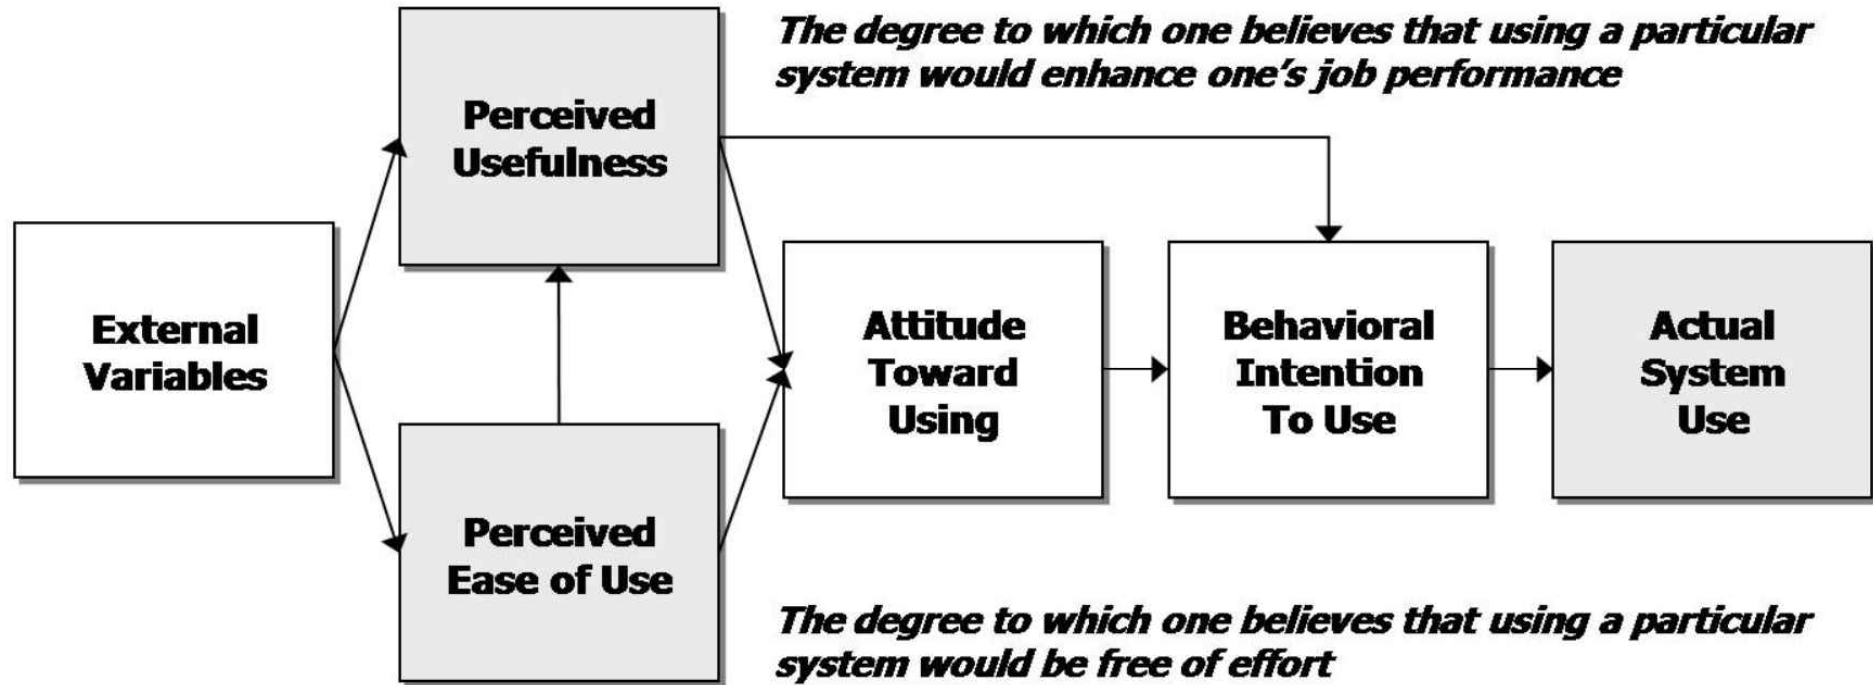 The degree to which one believes that using a particular
system would enhance one's job performance
Perceived
Usefulness
External
Variables
Attitude
Toward
Using
Behavioral
Intention
To Use
Actual
System
Use
Perceived
Ease of Use
The degree to which one believes that using a particular
system would be free of effort